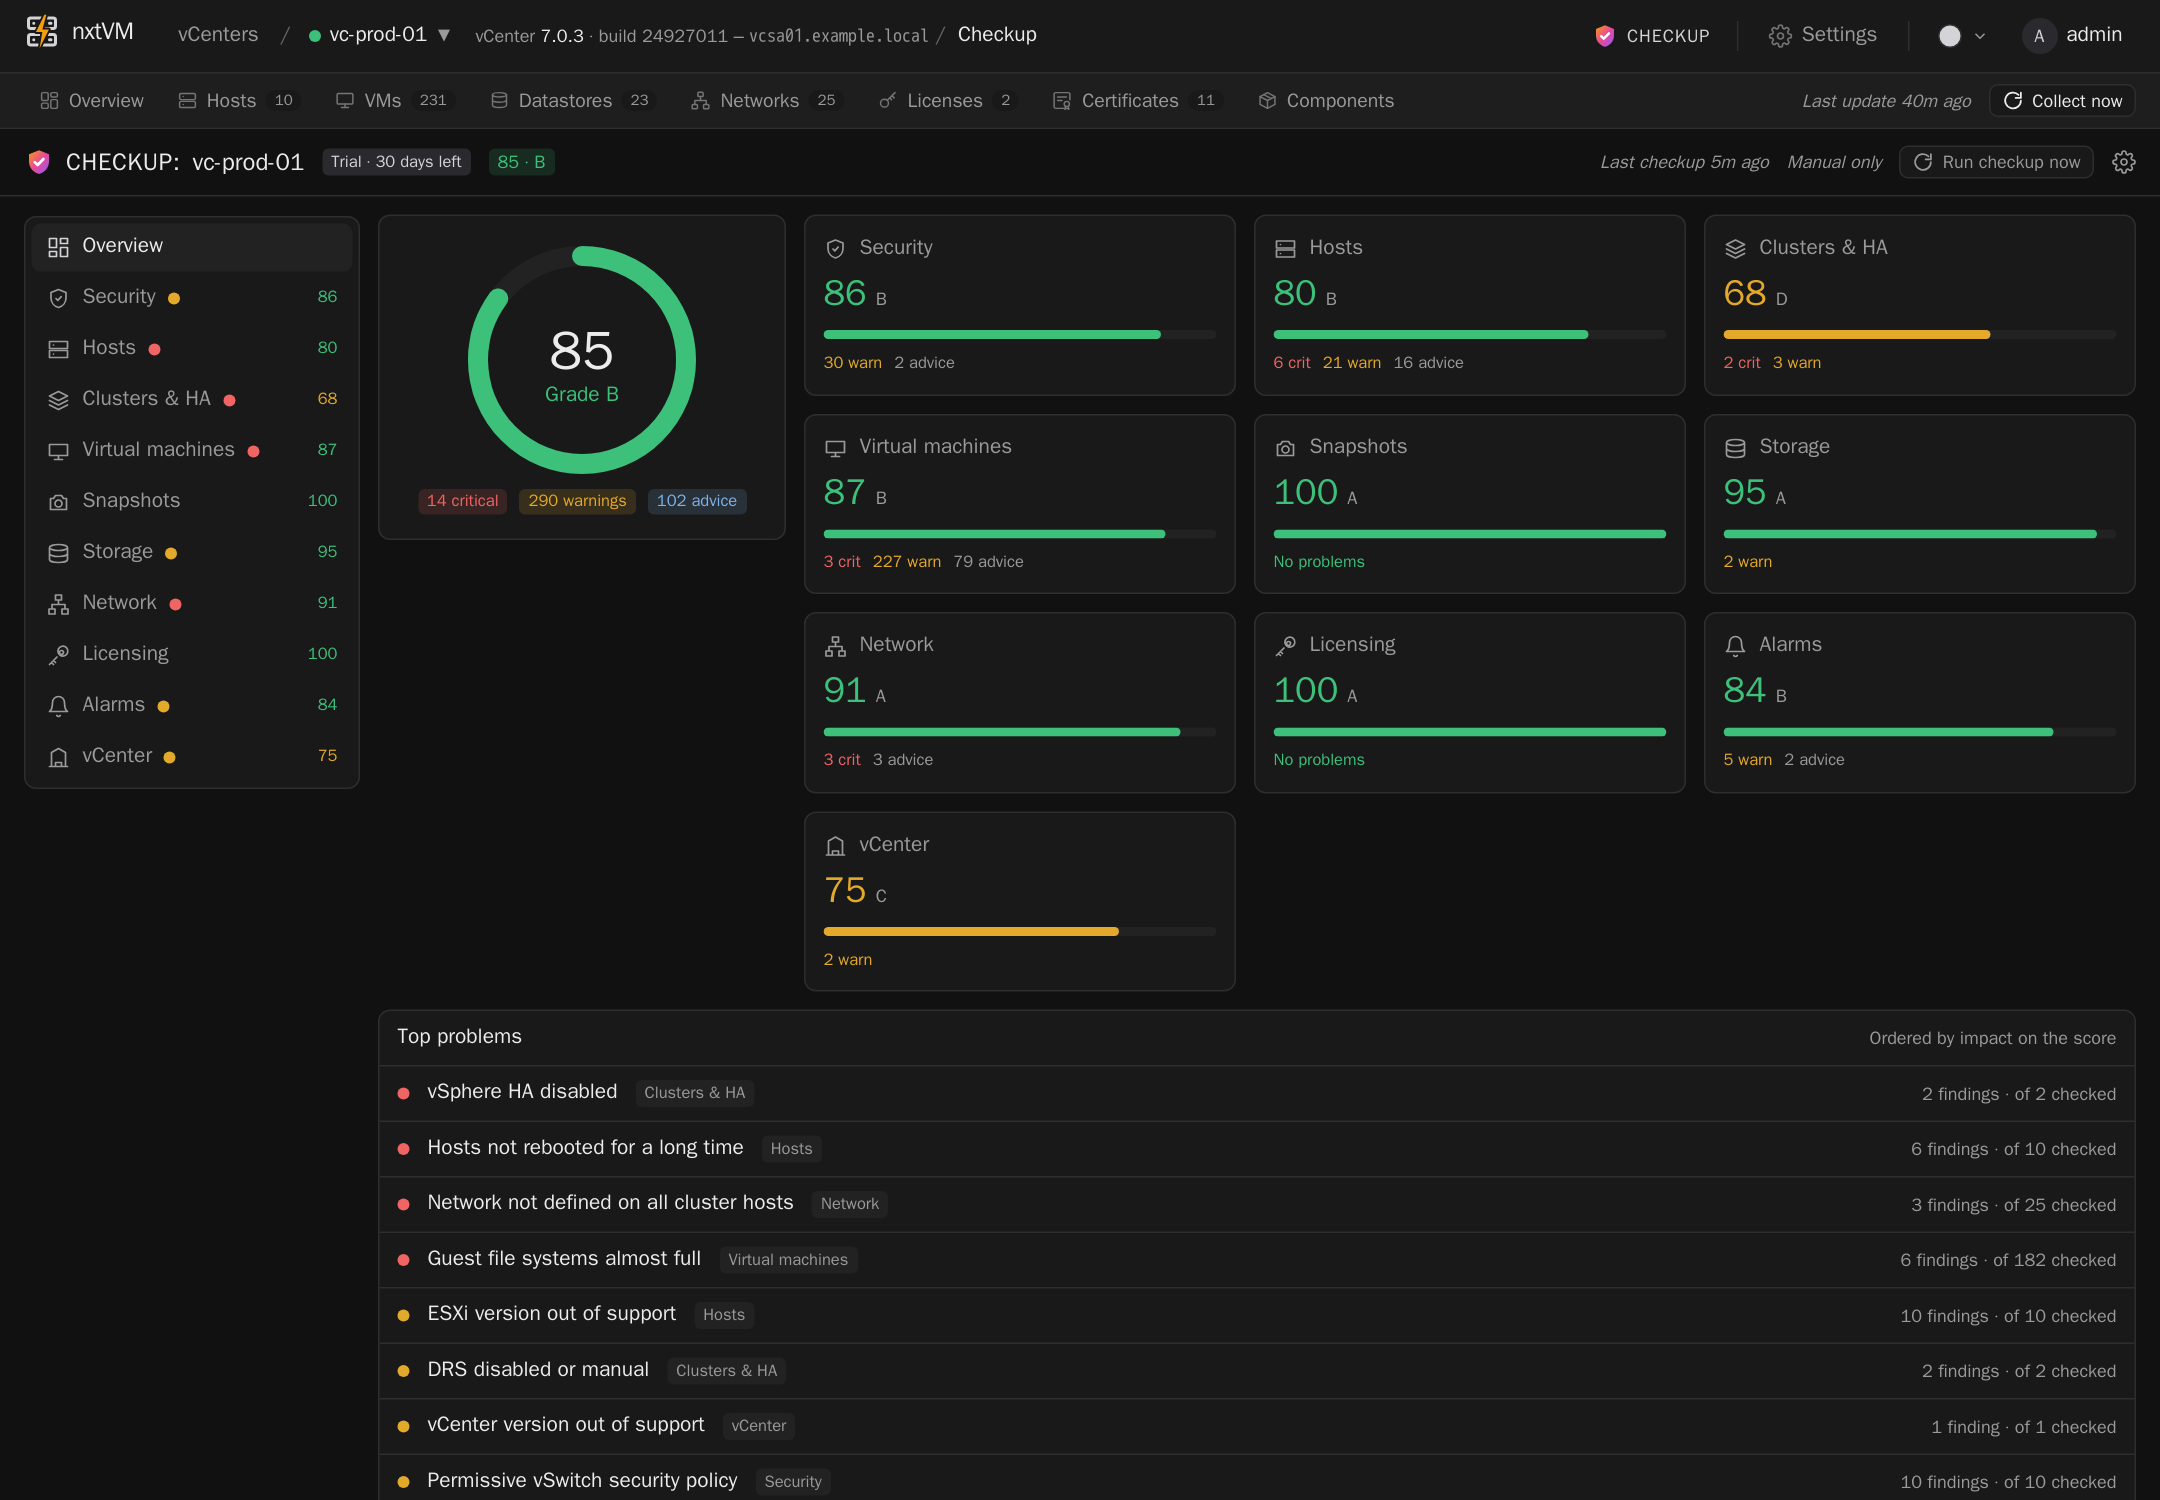 nxtVM vCenters / vc-prod-01 ▼ vCenter 7.0.3 · build 24927011 – vcsa01.example.local / Checkup CHECKUP Settings A admin
Overview Hosts 10 VMs 231 Datastores 23 Networks 25 Licenses 2 Certificates 11 Components Last update 40m ago Collect now
CHECKUP: vc-prod-01 Trial · 30 days left 85 · B Last checkup 5m ago Manual only Run checkup now
Overview
Security 86
Hosts 80
Clusters & HA 68
Virtual machines 87
Snapshots 100
Storage 95
Network 91
Licensing 100
Alarms 84
vCenter 75
85
Grade B
14 critical 290 warnings 102 advice
Security
86 B
30 warn 2 advice
Hosts
80 B
6 crit 21 warn 16 advice
Clusters & HA
68 D
2 crit 3 warn
Virtual machines
87 B
3 crit 227 warn 79 advice
Snapshots
100 A
No problems
Storage
95 A
2 warn
Network
91 A
3 crit 3 advice
Licensing
100 A
No problems
Alarms
84 B
5 warn 2 advice
vCenter
75 C
2 warn
Top problems Ordered by impact on the score
vSphere HA disabled Clusters & HA 2 findings · of 2 checked
Hosts not rebooted for a long time Hosts 6 findings · of 10 checked
Network not defined on all cluster hosts Network 3 findings · of 25 checked
Guest file systems almost full Virtual machines 6 findings · of 182 checked
ESXi version out of support Hosts 10 findings · of 10 checked
DRS disabled or manual Clusters & HA 2 findings · of 2 checked
vCenter version out of support vCenter 1 finding · of 1 checked
Permissive vSwitch security policy Security 10 findings · of 10 checked